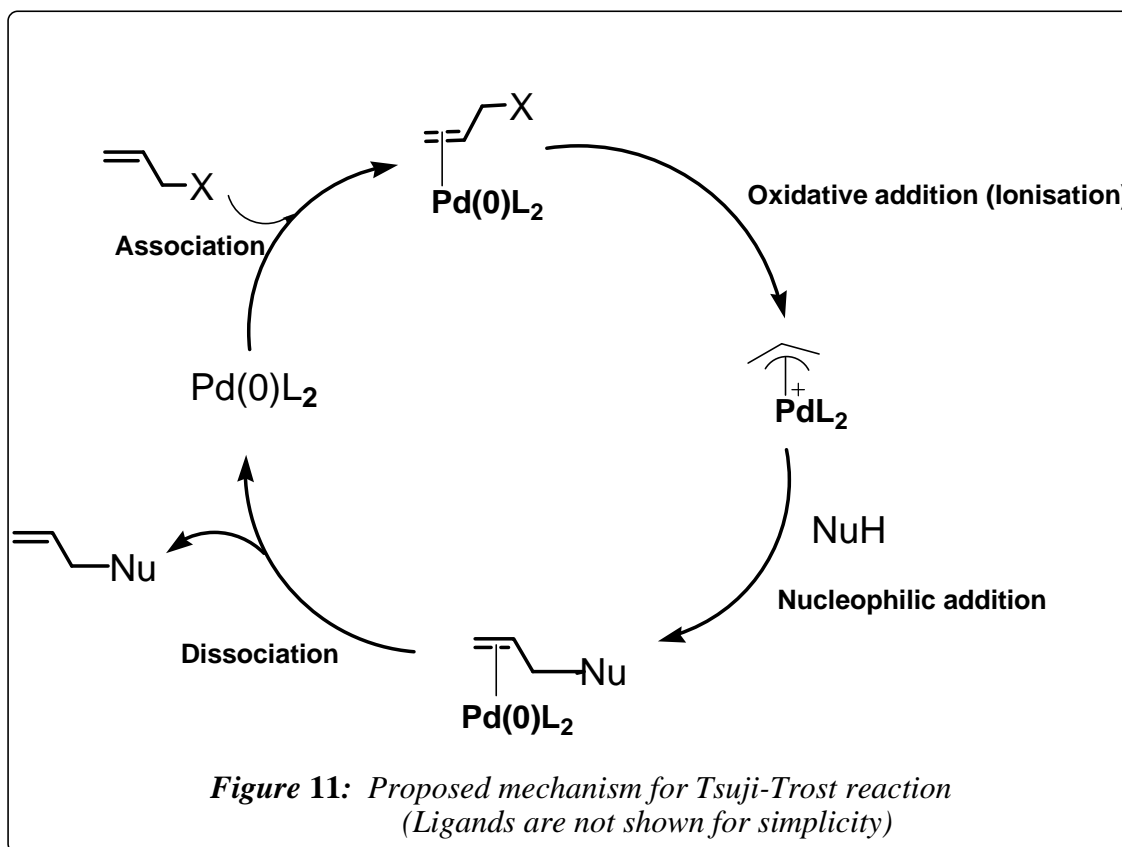 X
Pd(0)L2
X
Association
Oxidative addition (Ionisation)
+
PdL2
Pd(0)L2
NuH
Nucleophilic addition
Nu
Dissociation
Nu
Pd(0)L2
Figure 11: Proposed mechanism for Tsuji-Trost reaction
(Ligands are not shown for simplicity)